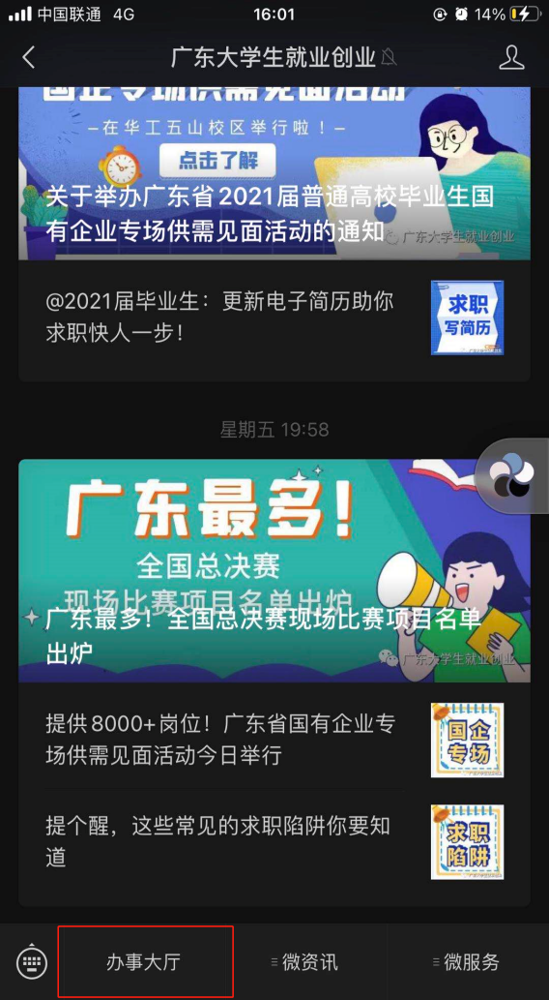 中国联通 4G 16:01 14%
广东大学生就业创业
国企专场供需见面活动
—在华工五山校区举行啦！—
点击了解
关于举办广东省2021届普通高校毕业生国
有企业专场供需见面活动的通知
广东大学生就业创业
@2021届毕业生：更新电子简历助你
求职快人一步！
求职
写简历
星期五 19:58
广东最多！
全国总决赛
现场比赛项目名单出炉
广东最多！全国总决赛现场比赛项目名单
出炉
广东大学生就业创业
提供8000+岗位！广东省国有企业专
场供需见面活动今日举行
国企
专场
提个醒，这些常见的求职陷阱你要知
道
求职
陷阱
办事大厅
微资讯
微服务